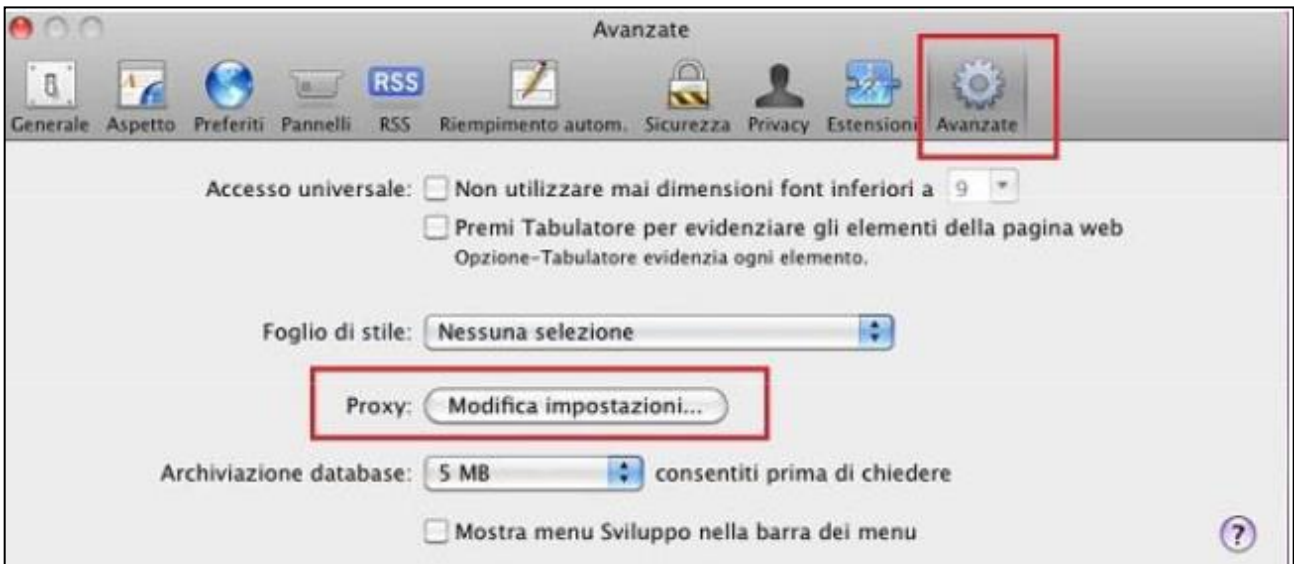 Avanzate
Generale Aspetto Preferiti Pannelli RSS Riempimento autom. Sicurezza Privacy Estensioni Avanzate
RSS
Accesso universale: Non utilizzare mai dimensioni font inferiori a 9
Premi Tabulatore per evidenziare gli elementi della pagina web
Opzione-Tabulatore evidenzia ogni elemento.
Foglio di stile: Nessuna selezione
Proxy: Modifica impostazioni...
Archiviazione database: 5 MB consentiti prima di chiedere
Mostra menu Sviluppo nella barra dei menu
?